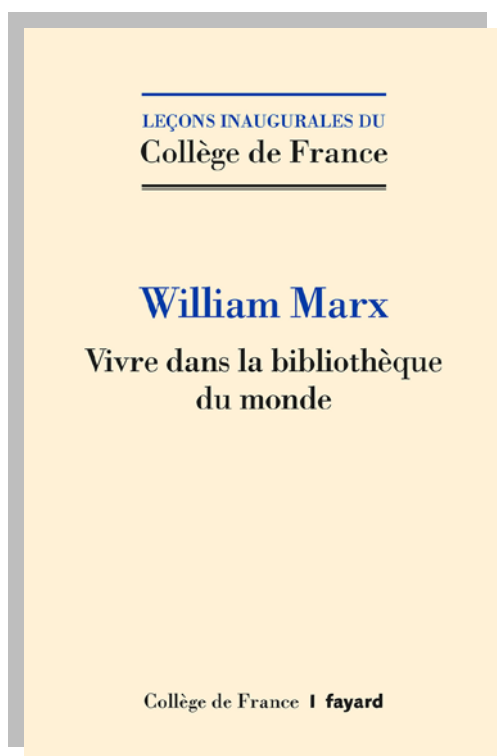 LEÇONS INAUGURALES DU
Collège de France
William Marx
Vivre dans la bibliothèque
du monde
Collège de France I fayard